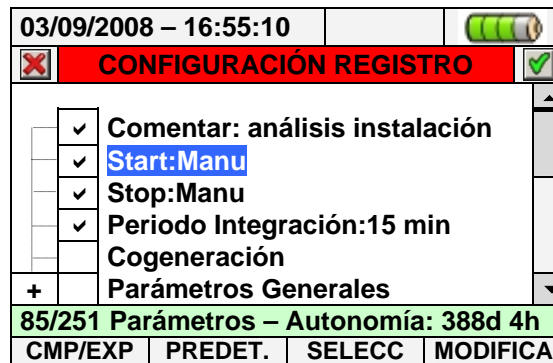 03/09/2008 – 16:55:10
CONFIGURACIÓN REGISTRO
Comentar: análisis instalación
Start:Manu
Stop:Manu
Periodo Integración:15 min
Cogeneración
+ Parámetros Generales
85/251 Parámetros – Autonomía: 388d 4h
CMP/EXP PREDET. SELECC MODIFICA